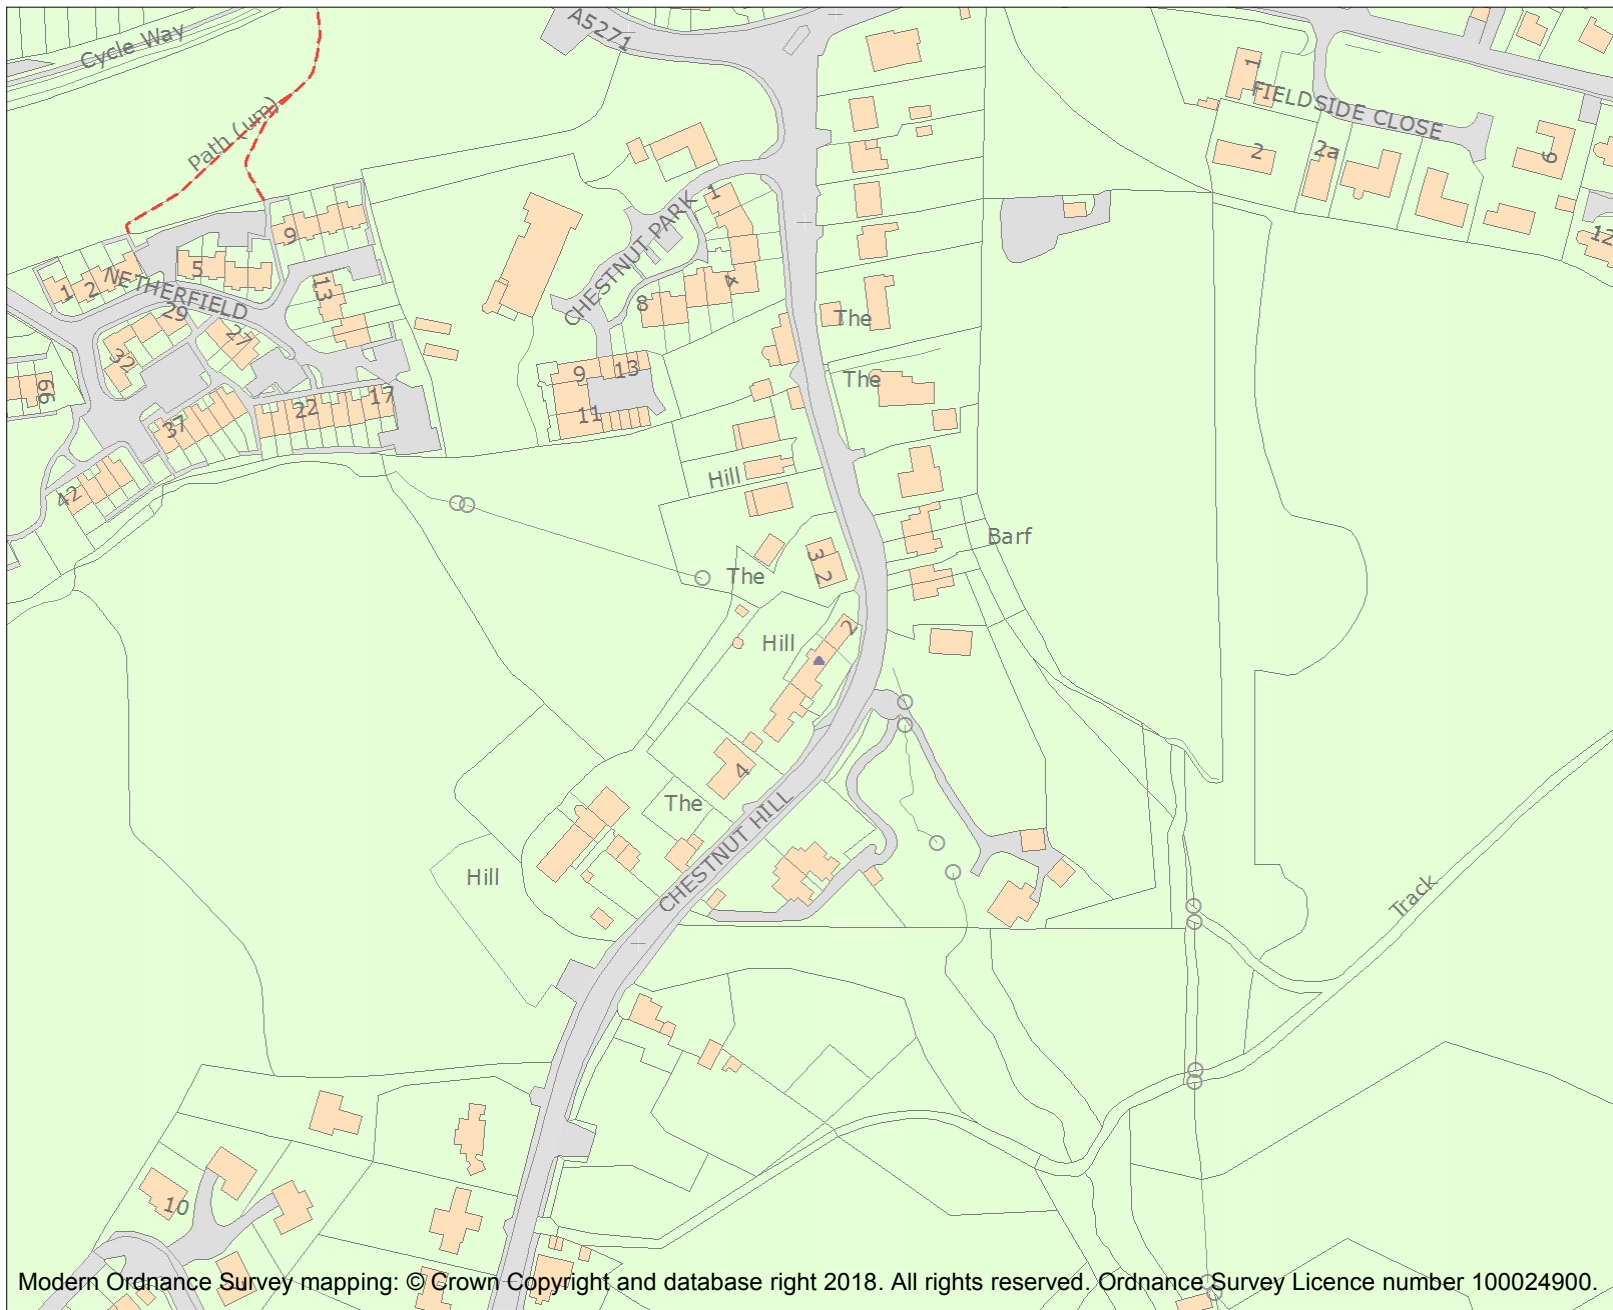 A5271
Cycle Way
Path (um)
1
FIELDSIDE CLOSE
2
2a
6
12
1
CHESTNUT PARK
4
8
9
13
11
9
5
1
2
NETHERFIELD
13
29
27
32
66
37
22
17
42
The
The
Hill
Barf
3
2
The
Hill
2
4
The
CHESTNUT HILL
Hill
Track
10
Modern Ordnance Survey mapping: © Crown Copyright and database right 2018. All rights reserved. Ordnance Survey Licence number 100024900.